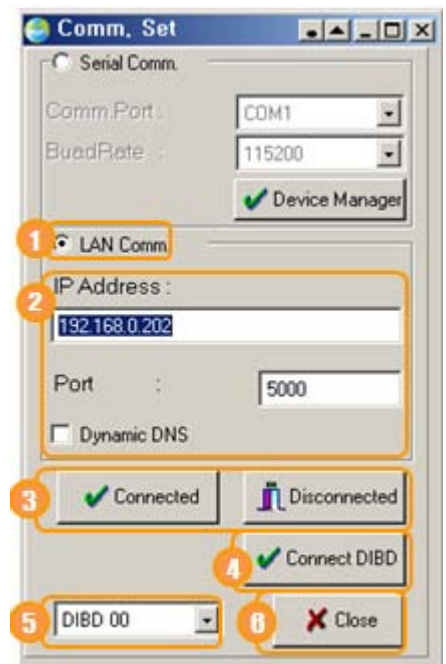 Comm. Set
Serial Comm.
Comm.Port :
COM1
BuadRate :
115200
Device Manager
1
LAN Comm.
2
IP Address :
192.168.0.202
Port :
5000
Dynamic DNS
3
Connected
Disconnected
4
Connect DIBD
5
DIBD 00
6
Close